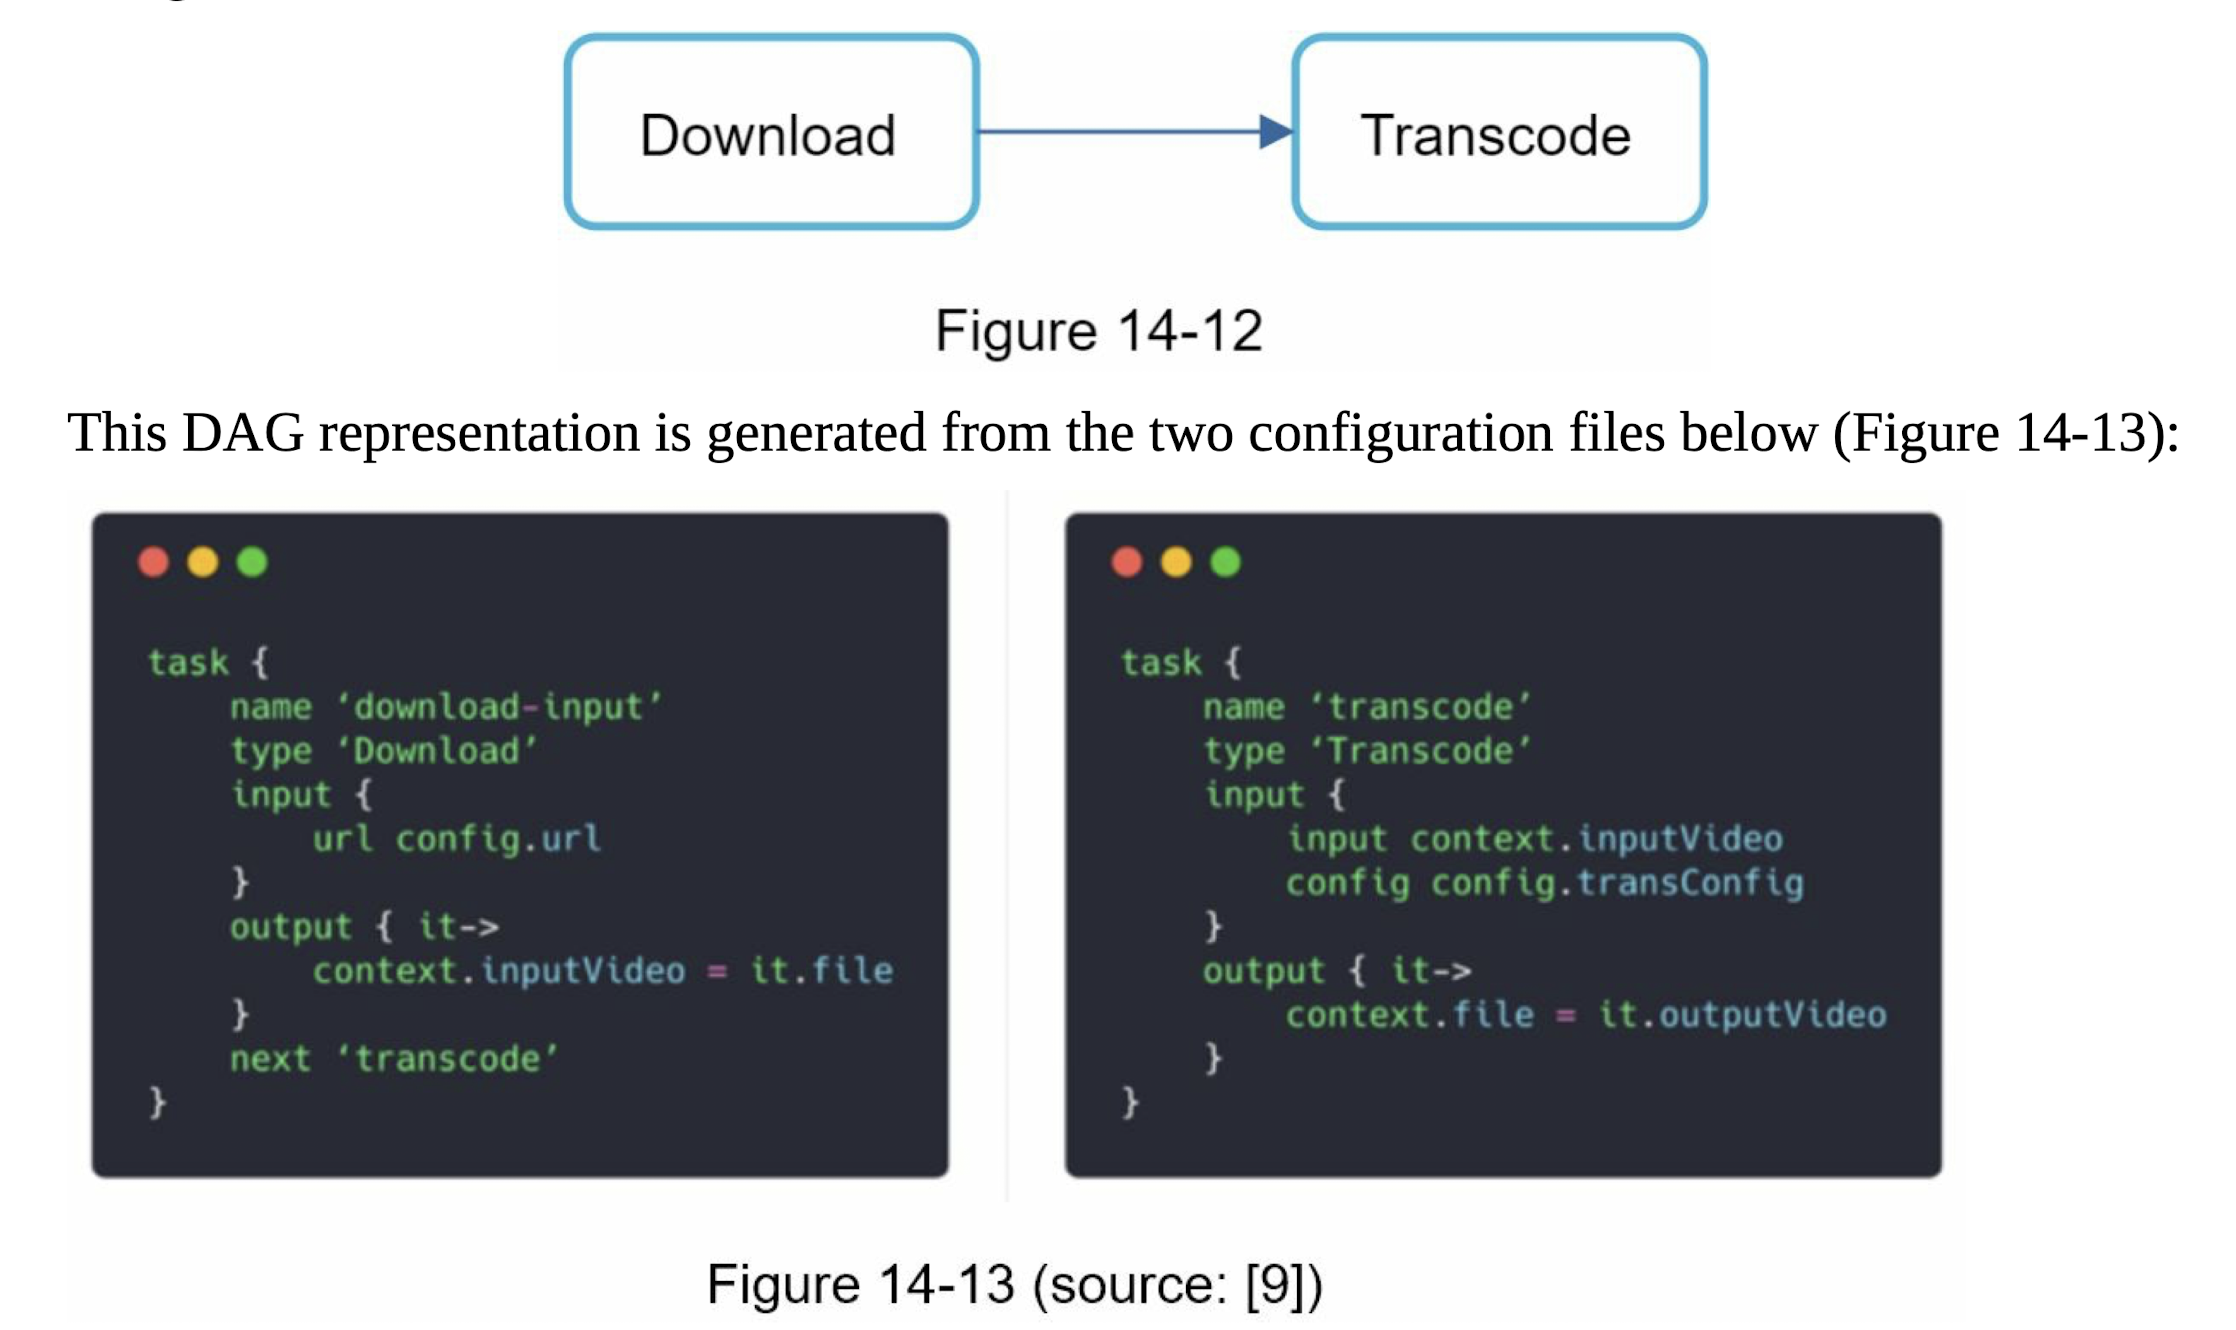 Download
Transcode
Figure 14-12
This DAG representation is generated from the two configuration files below (Figure 14-13):
task {
name ‘download-input’
type ‘Download’
input {
url config.url
}
output { it->
context.inputVideo = it.file
}
next ‘transcode’
}
task {
name ‘transcode’
type ‘Transcode’
input {
input context.inputVideo
config config.transConfig
}
output { it->
context.file = it.outputVideo
}
}
Figure 14-13 (source: [9])